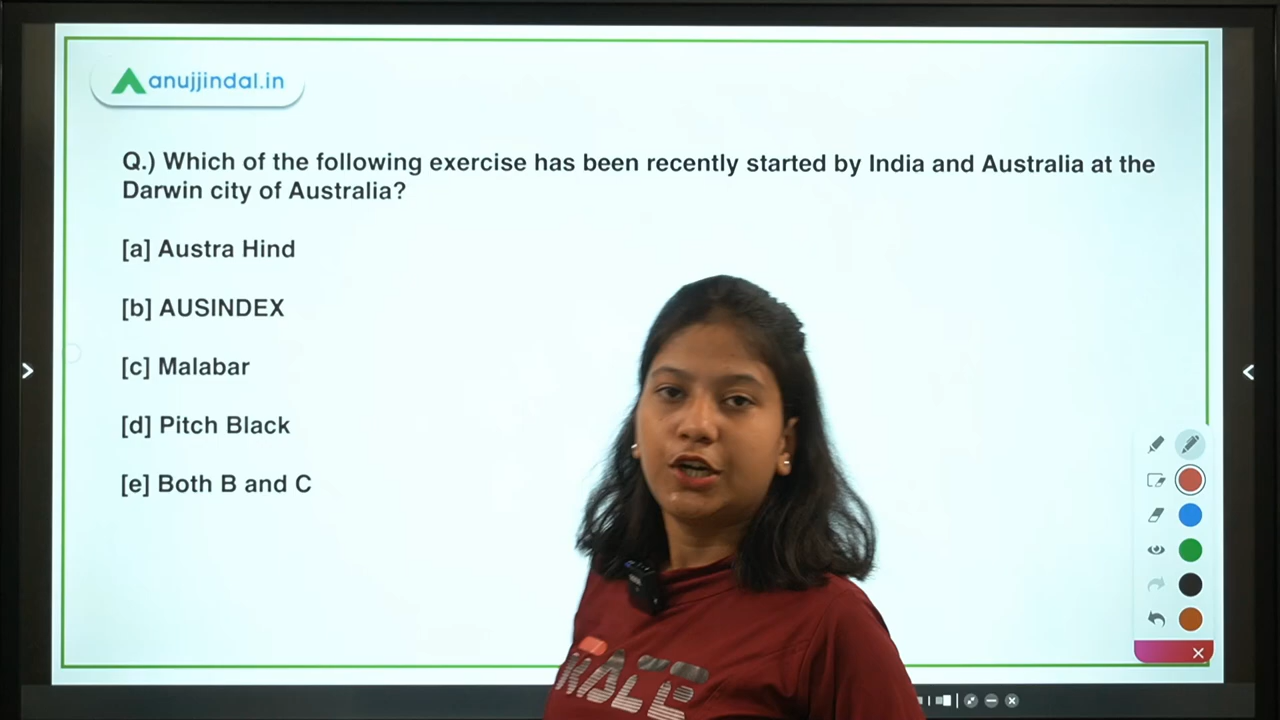 anujjindal.in
Q.) Which of the following exercise has been recently started by India and Australia at the
Darwin city of Australia?
[a] Austra Hind
[b] AUSINDEX
[c] Malabar
[d] Pitch Black
[e] Both B and C